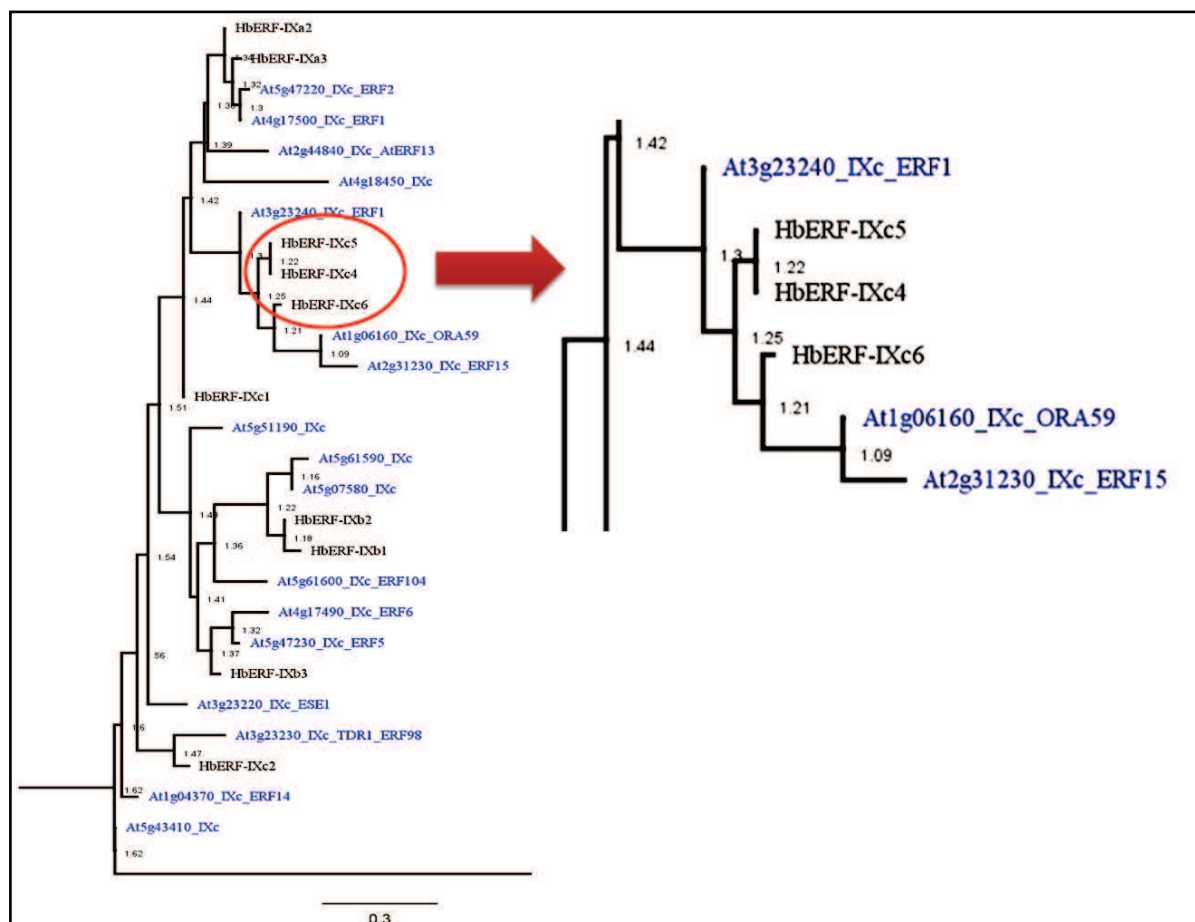 HbERF-IXa2
1.34
HbERF-IXa3
1.32
At5g47220_IXc_ERF2
1.36
1.3
At4g17500_IXc_ERF1
1.39
At2g44840_IXc_AtERF13
At4g18450_IXc
1.42
At3g23240_IXc_ERF1
HbERF-IXc5
1.3
1.22
HbERF-IXc4
1.44
1.25
HbERF-IXc6
1.21
At1g06160_IXc_ORA59
1.09
At2g31230_IXc_ERF15
HbERF-IXc1
1.51
At5g51190_IXc
At5g61590_IXc
1.16
At5g07580_IXc
1.22
HbERF-IXb2
1.18
1.36
HbERF-IXb1
1.54
At5g61600_IXc_ERF104
1.41
At4g17490_IXc_ERF6
1.32
At5g47230_IXc_ERF5
1.37
.56
HbERF-IXb3
At3g23220_IXc_ESE1
At3g23230_IXc_TDR1_ERF98
1.47
HbERF-IXc2
1.62
At1g04370_IXc_ERF14
At5g43410_IXc
1.62
0.3
1.42
At3g23240_IXc_ERF1
HbERF-IXc5
1.3
1.22
HbERF-IXc4
1.44
1.25
HbERF-IXc6
1.21
At1g06160_IXc_ORA59
1.09
At2g31230_IXc_ERF15